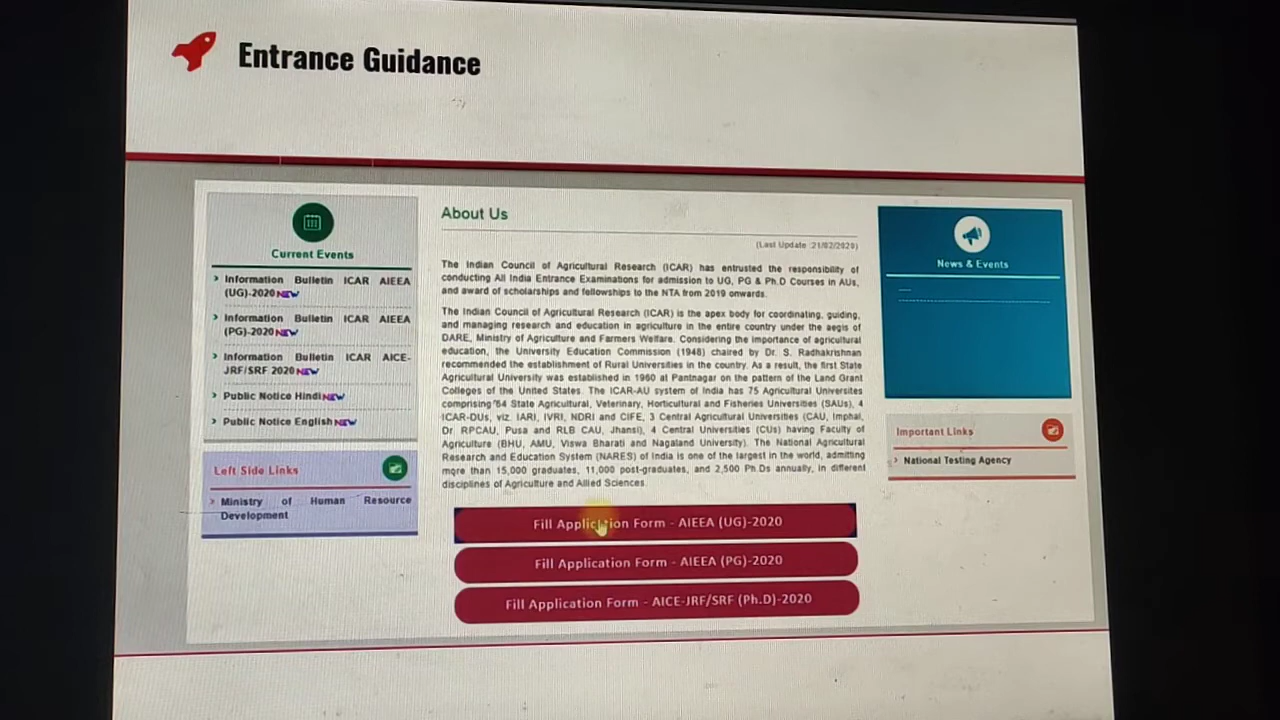 Entrance Guidance
Current Events
Information Bulletin ICAR AIEEA
(UG)-2020 NEW
Information Bulletin ICAR AIEEA
(PG)-2020 NEW
Information Bulletin ICAR AICE-
JRF/SRF 2020 NEW
Public Notice Hindi NEW
Public Notice English NEW
Left Side Links
Ministry of Human Resource
Development
About Us
(Last Update :21/02/2020)
The Indian Council of Agricultural Research (ICAR) has entrusted the responsibility of
conducting All India Entrance Examinations for admission to UG, PG & Ph.D Courses in AUs,
and award of scholarships and fellowships to the NTA from 2019 onwards.
The Indian Council of Agricultural Research (ICAR) is the apex body for coordinating, guiding,
and managing research and education in agriculture in the entire country under the aegis of
DARE, Ministry of Agriculture and Farmers Welfare. Considering the importance of agricultural
education, the University Education Commission (1948) chaired by Dr. S. Radhakrishnan
recommended the establishment of Rural Universities in the country. As a result, the first State
Agricultural University was established in 1960 at Pantnagar on the pattern of the Land Grant
Colleges of the United States. The ICAR-AU system of India has 75 Agricultural Universites
comprising 64 State Agricultural, Veterinary, Horticultural and Fisheries Universities (SAUs), 4
ICAR-DUs, viz. IARI, IVRI, NDRI and CIFE, 3 Central Agricultural Universities (CAU, Imphal,
Dr. RPCAU, Pusa and RLB CAU, Jhansi), 4 Central Universities (CUs) having Faculty of
Agriculture (BHU, AMU, Viswa Bharati and Nagaland University). The National Agricultural
Research and Education System (NARES) of India is one of the largest in the world, admitting
more than 15,000 graduates, 11,000 post-graduates, and 2,500 Ph.Ds annually, in different
disciplines of Agriculture and Allied Sciences.
Fill Application Form - AIEEA (UG)-2020
Fill Application Form - AIEEA (PG)-2020
Fill Application Form - AICE-JRF/SRF (Ph.D)-2020
News & Events
Important Links
National Testing Agency